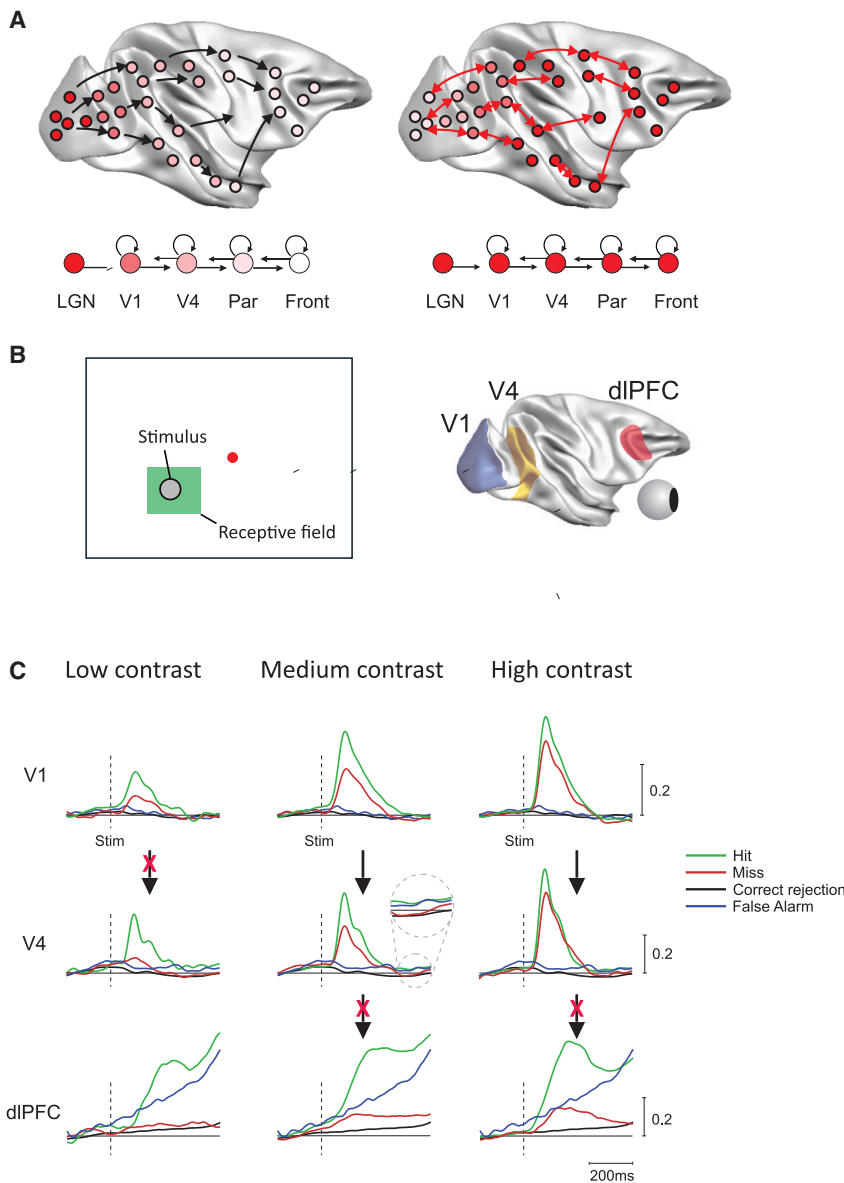 A
LGN V1 V4 Par Front
LGN V1 V4 Par Front
B
Stimulus
Receptive field
V1
V4
dlPFC
C
Low contrast Medium contrast High contrast
V1
0.2
Stim Stim Stim
X
Hit
Miss
Correct rejection
False Alarm
V4
0.2
X X
dlPFC
0.2
200ms